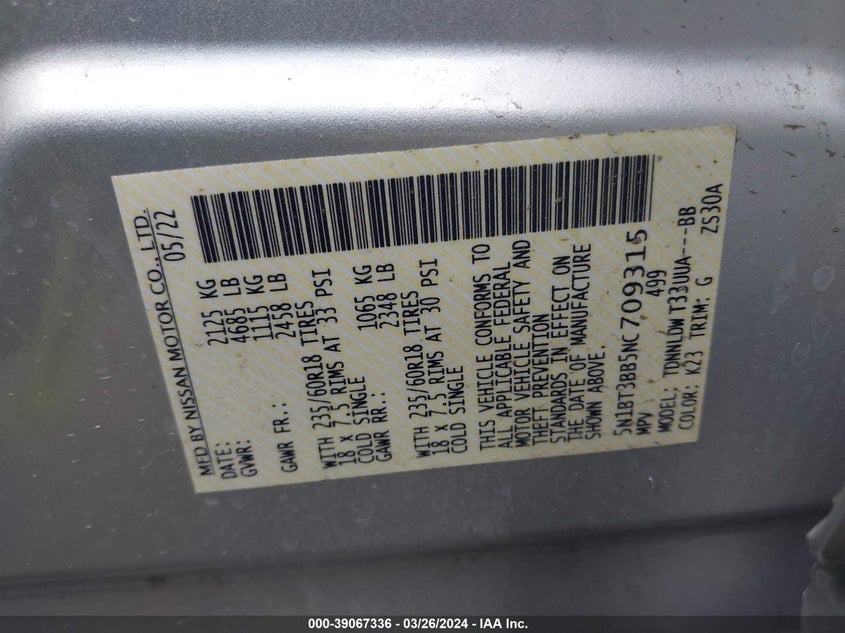 MFD BY NISSAN MOTOR CO., LTD.
DATE: 05/22
GVWR: 2125 KG
4685 LB
GAWR FR.: 1115 KG
2458 LB
WITH 235/60R18 TIRES
18 X 7.5 RIMS AT 33 PSI
COLD SINGLE
GAWR RR.: 1065 KG
2348 LB
WITH 235/60R18 TIRES
18 X 7.5 RIMS AT 30 PSI
COLD SINGLE
THIS VEHICLE CONFORMS TO
ALL APPLICABLE FEDERAL
MOTOR VEHICLE SAFETY AND
THEFT PREVENTION
STANDARDS IN EFFECT ON
THE DATE OF MANUFACTURE
SHOWN ABOVE.
5N1BT3BB5NC709315
MPV 499
MODEL: TDNNLDW T33UUA---BB
COLOR: K23 TRIM: G ZS30A
000-39067336 - 03/26/2024 - IAA Inc.